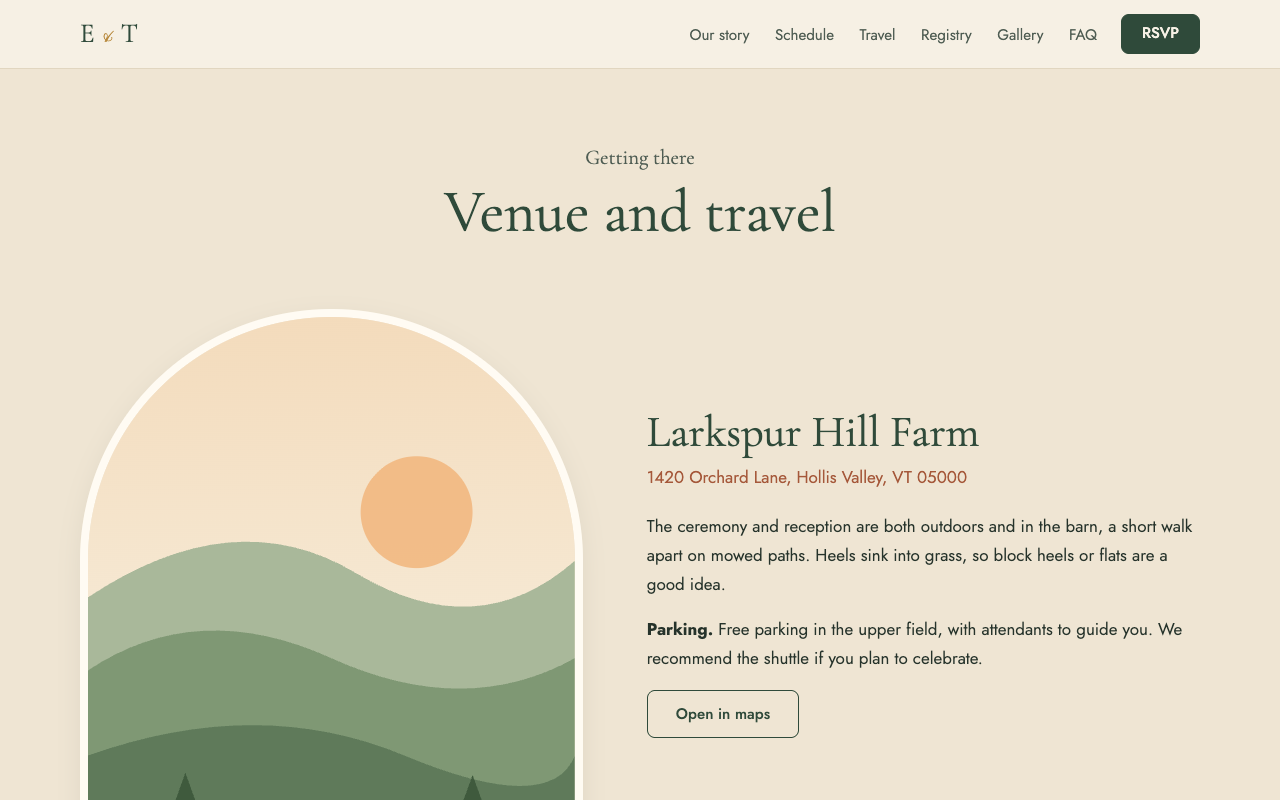 E & T
Our story Schedule Travel Registry Gallery FAQ RSVP
Getting there
Venue and travel
Larkspur Hill Farm
1420 Orchard Lane, Hollis Valley, VT 05000
The ceremony and reception are both outdoors and in the barn, a short walk
apart on mowed paths. Heels sink into grass, so block heels or flats are a
good idea.
Parking. Free parking in the upper field, with attendants to guide you. We
recommend the shuttle if you plan to celebrate.
Open in maps